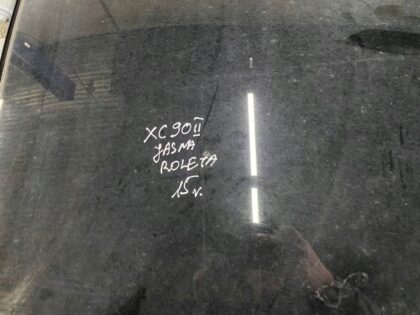 XC90II
JASNA
ROLETA
15r.